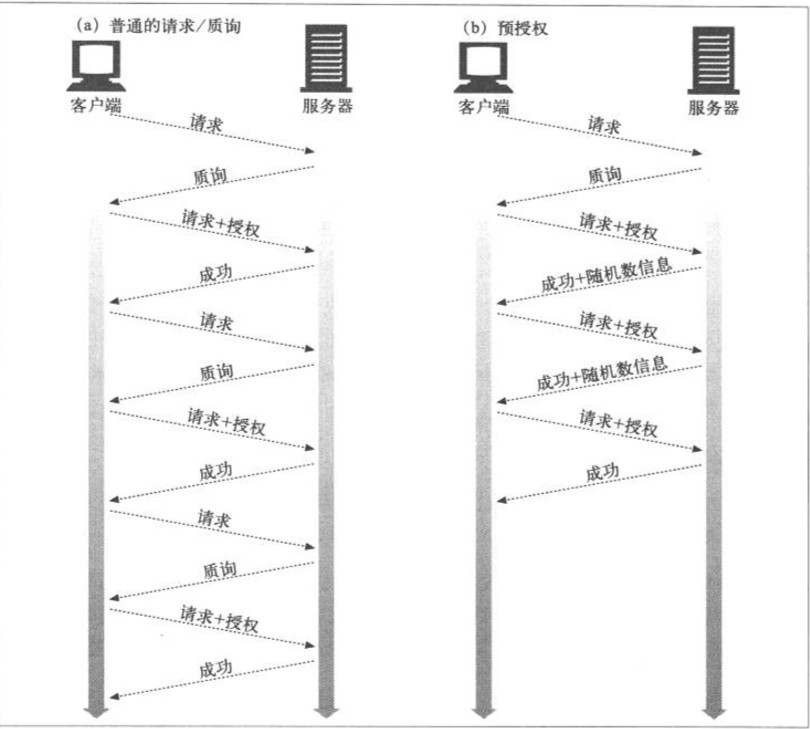 (a) 普通的请求/质询
客户端
服务器
请求
质询
请求+授权
成功
请求
质询
请求+授权
成功
请求
质询
请求+授权
成功
(b) 预授权
客户端
服务器
请求
质询
请求+授权
成功+随机数信息
请求+授权
成功+随机数信息
请求+授权
成功